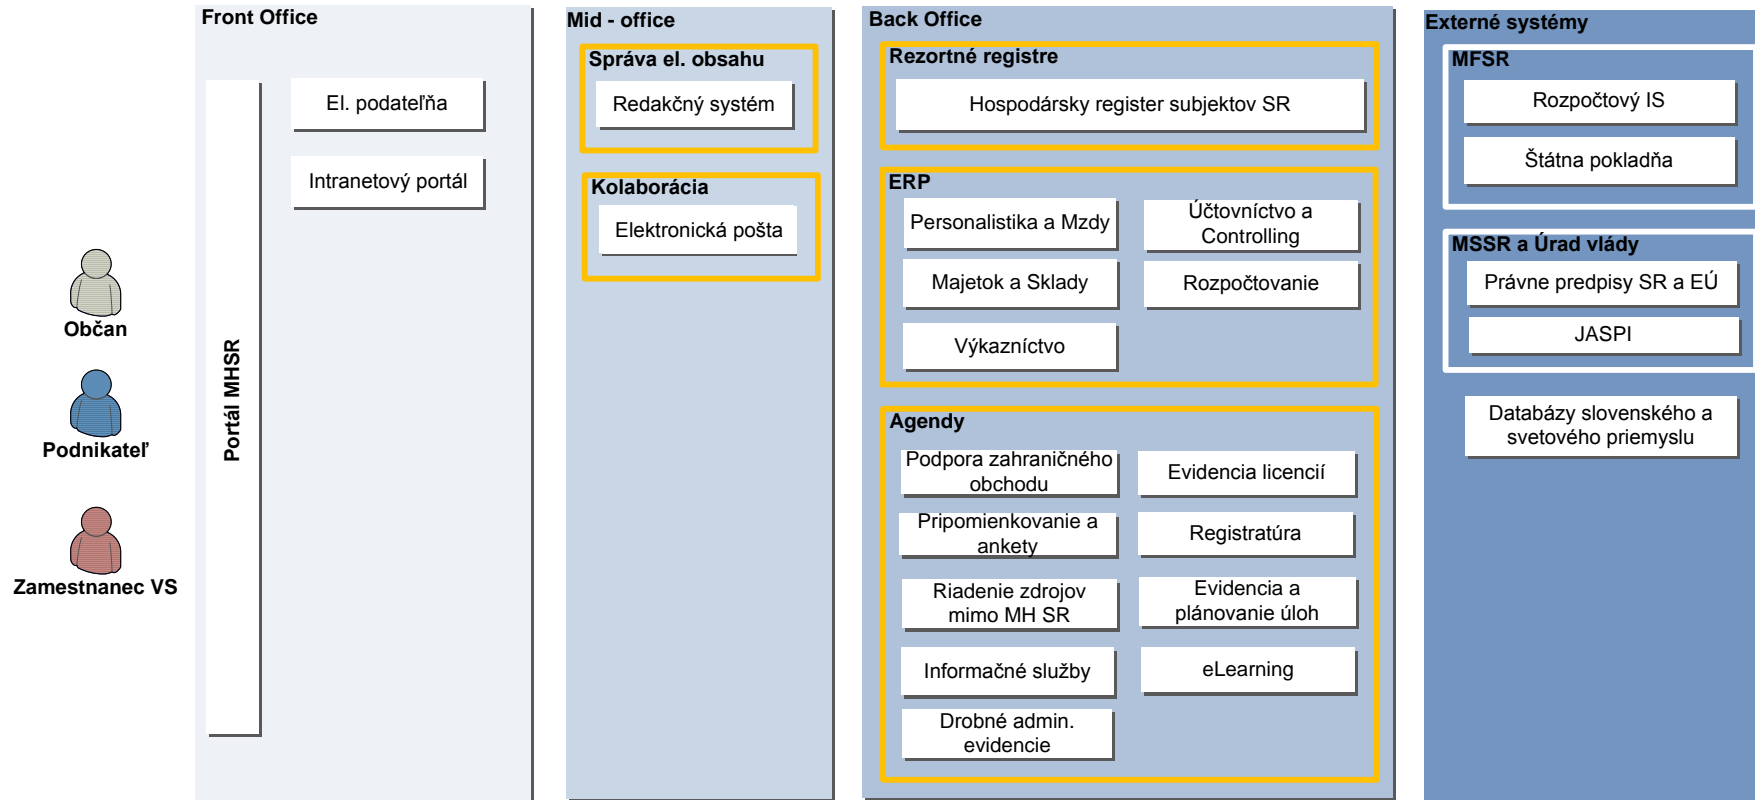 Občan
Podnikateľ
Zamestnanec VS
Front Office
Portál MHSR
El. podateľňa
Intranetový portál
Mid - office
Správa el. obsahu
Redakčný systém
Kolaborácia
Elektronická pošta
Back Office
Rezortné registre
Hospodársky register subjektov SR
ERP
Personalistika a Mzdy
Účtovníctvo a
Controlling
Majetok a Sklady
Rozpočtovanie
Výkazníctvo
Agendy
Podpora zahraničného
obchodu
Evidencia licencií
Pripomienkovanie a
ankety
Registratúra
Riadenie zdrojov
mimo MH SR
Evidencia a
plánovanie úloh
Informačné služby
eLearning
Drobné admin.
evidencie
Externé systémy
MFSR
Rozpočtový IS
Štátna pokladňa
MSSR a Úrad vlády
Právne predpisy SR a EÚ
JASPI
Databázy slovenského a
svetového priemyslu